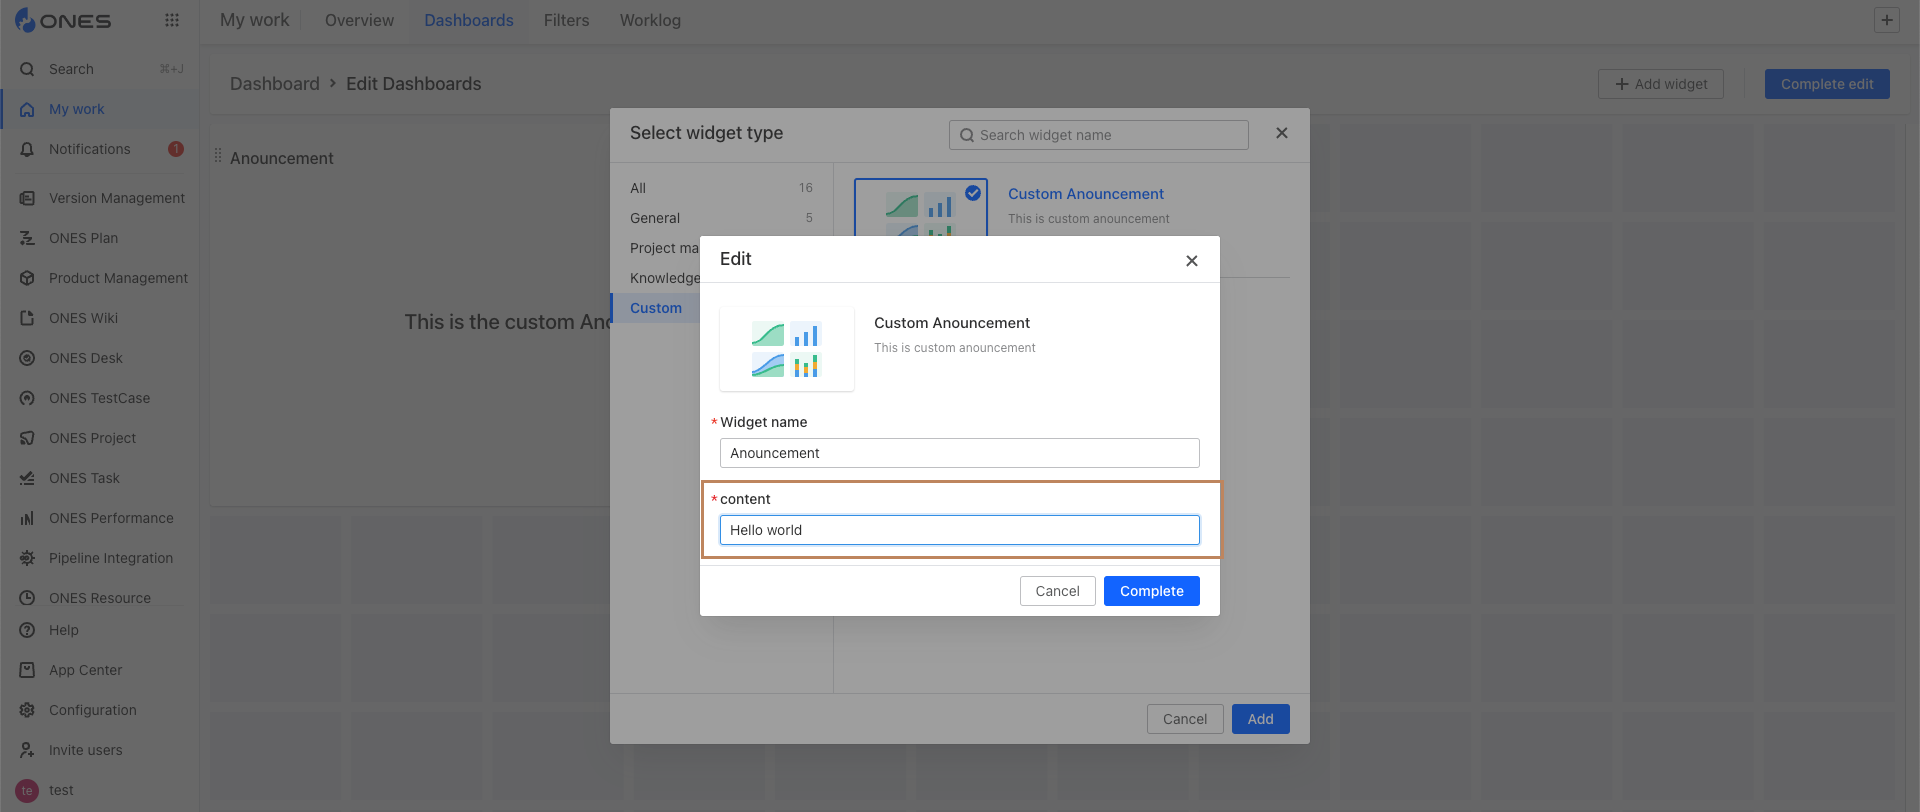 ONES
My work
Overview
Dashboards
Filters
Worklog
Search
⌘+J
My work
Notifications
1
Version Management
ONES Plan
Product Management
ONES Wiki
ONES Desk
ONES TestCase
ONES Project
ONES Task
ONES Performance
Pipeline Integration
ONES Resource
Help
App Center
Configuration
Invite users
te
test
Dashboard > Edit Dashboards
+ Add widget
Complete edit
Anouncement
This is the custom
Select widget type
Search widget name
All 16
General 5
Project
Knowledge
Custom
Custom Anouncement
This is custom anouncement
Edit
Custom Anouncement
This is custom anouncement
* Widget name
Anouncement
* content
Hello world
Cancel
Complete
Cancel
Add